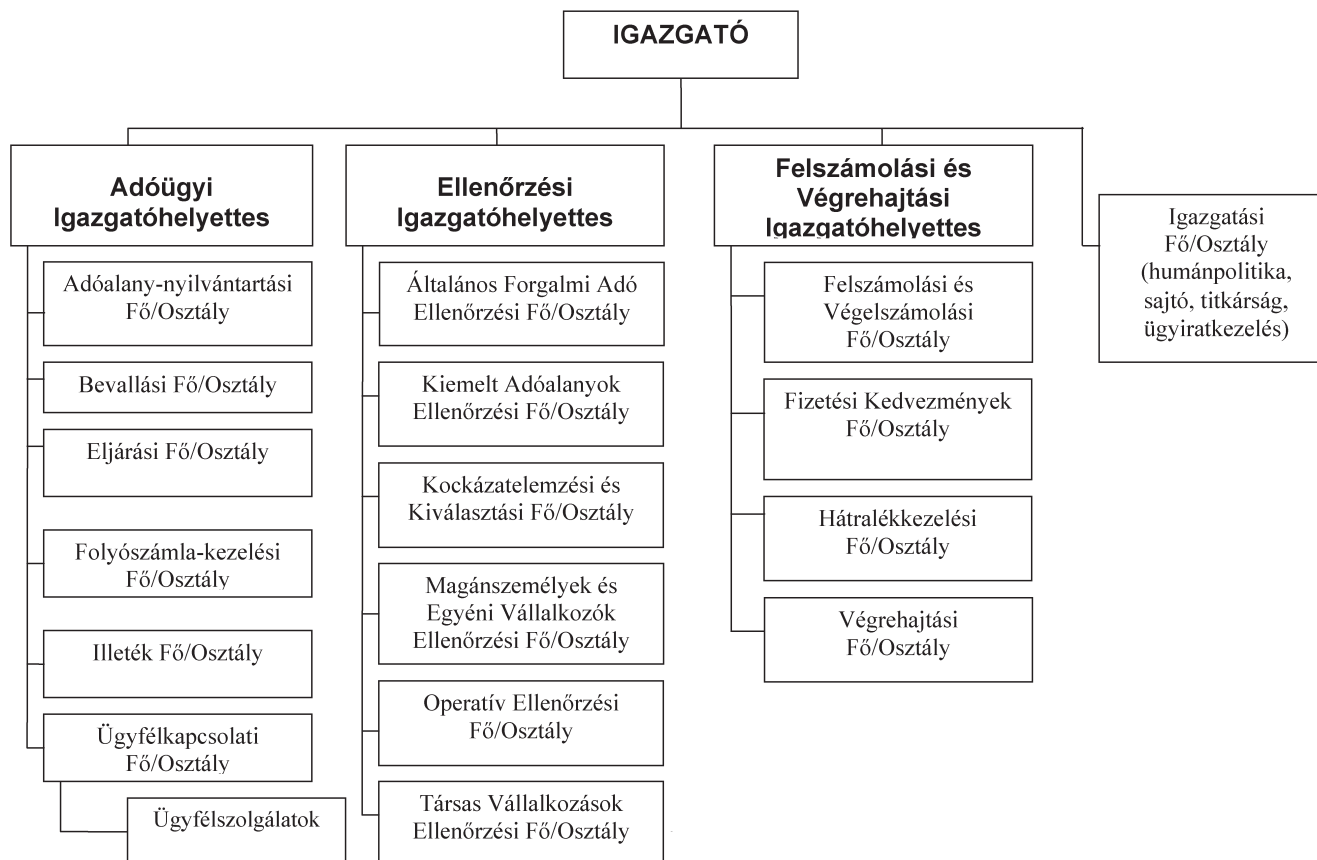 IGAZGATÓ
Adóügyi
Igazgatóhelyettes
Adóalany-nyilvántartási
Fő/Osztály
Bevallási Fő/Osztály
Eljárási Fő/Osztály
Folyószámla-kezelési
Fő/Osztály
Illeték Fő/Osztály
Ügyfélkapcsolati
Fő/Osztály
Ügyfélszolgálatok
Ellenőrzési
Igazgatóhelyettes
Általános Forgalmi Adó
Ellenőrzési Fő/Osztály
Kiemelt Adóalanyok
Ellenőrzési Fő/Osztály
Kockázatelemzési és
Kiválasztási Fő/Osztály
Magánszemélyek és
Egyéni Vállalkozók
Ellenőrzési Fő/Osztály
Operatív Ellenőrzési
Fő/Osztály
Társas Vállalkozások
Ellenőrzési Fő/Osztály
Felszámolási és
Végrehajtási
Igazgatóhelyettes
Felszámolási és
Végelszámolási
Fő/Osztály
Fizetési Kedvezmények
Fő/Osztály
Hátralékkezelési
Fő/Osztály
Végrehajtási
Fő/Osztály
Igazgatási
Fő/Osztály
(humánpolitika,
sajtó, titkárság,
ügyiratkezelés)